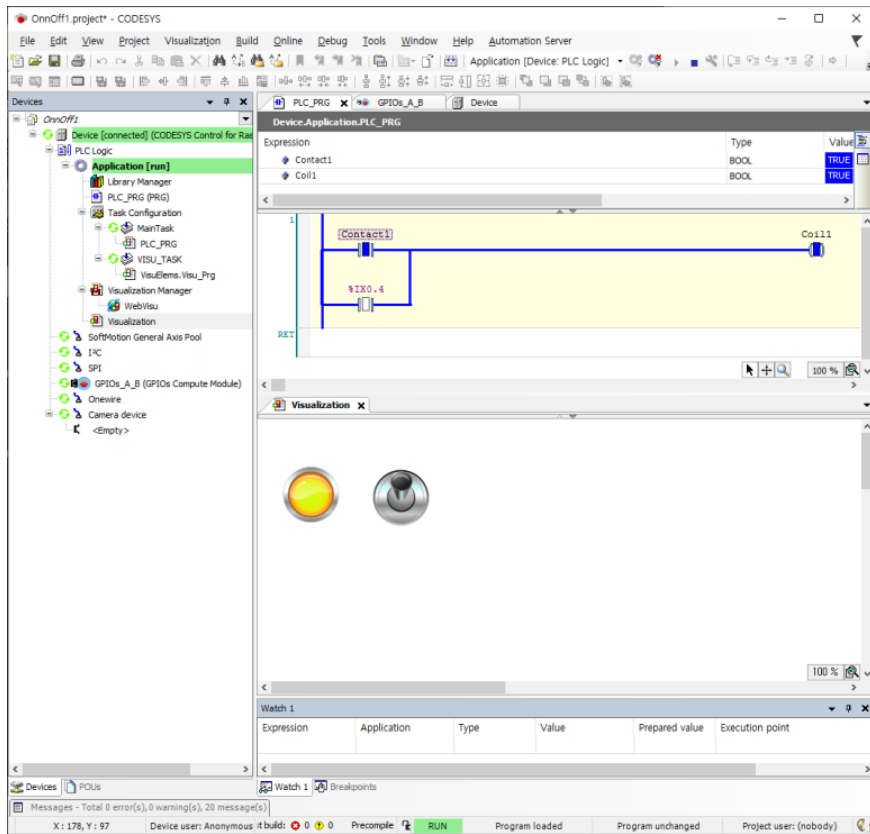 OnnOff1.project* - CODESYS
File Edit View Project Visualization Build Online Debug Tools Window Help Automation Server
Application [Device: PLC Logic]
Devices
PLC_PRG GPIOs_A_B Device
OnnOff1
Device [connected] (CODESYS Control for Ras
PLC Logic
Application [run]
Library Manager
PLC_PRG (PRG)
Task Configuration
MainTask
PLC_PRG
VISU_TASK
VisuElems.Visu_Prg
Visualization Manager
WebVisu
Visualization
SoftMotion General Axis Pool
I²C
SPI
GPIOs_A_B (GPIOs Compute Module)
Onewire
Camera device
<Empty>
Device.Application.PLC_PRG
Expression Type Value
Contact1 BOOL TRUE
Coil1 BOOL TRUE
1
Contact1 Coil1
%IX0.4
RET
100 %
Visualization
100 %
Watch 1
Expression Application Type Value Prepared value Execution point
Devices POUs
Watch 1 Breakpoints
Messages - Total 0 error(s), 0 warning(s), 20 message(s)
X : 178, Y : 97 Device user: Anonymous t build: 0 0 Precompile RUN Program loaded Program unchanged Project user: (nobody)